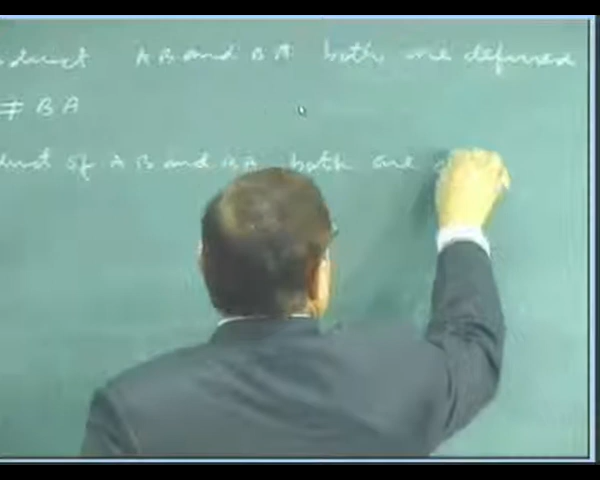 duct AB and BA both are defined
≠ BA
duct of AB and BA both are